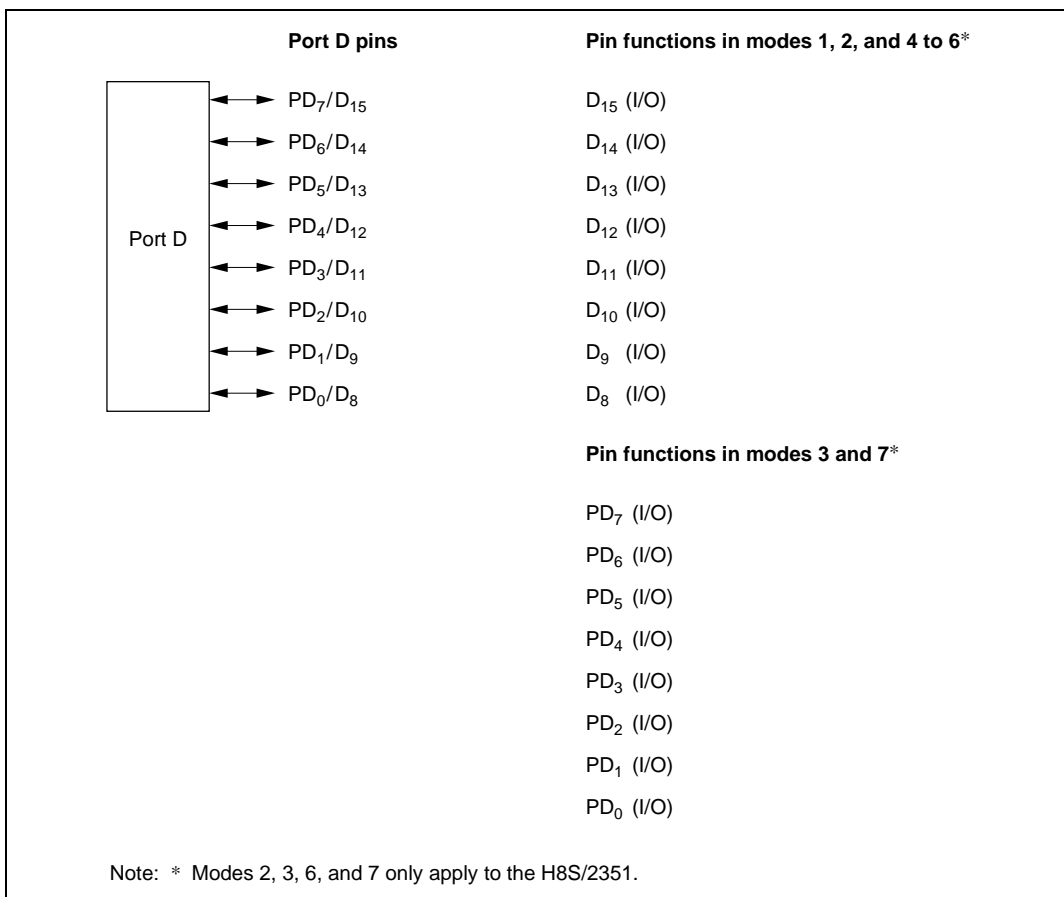 Port D pins Pin functions in modes 1, 2, and 4 to 6*
PD7/D15 D15 (I/O)
PD6/D14 D14 (I/O)
PD5/D13 D13 (I/O)
PD4/D12 D12 (I/O)
Port D
PD3/D11 D11 (I/O)
PD2/D10 D10 (I/O)
PD1/D9 D9 (I/O)
PD0/D8 D8 (I/O)
Pin functions in modes 3 and 7*
PD7 (I/O)
PD6 (I/O)
PD5 (I/O)
PD4 (I/O)
PD3 (I/O)
PD2 (I/O)
PD1 (I/O)
PD0 (I/O)
Note: * Modes 2, 3, 6, and 7 only apply to the H8S/2351.